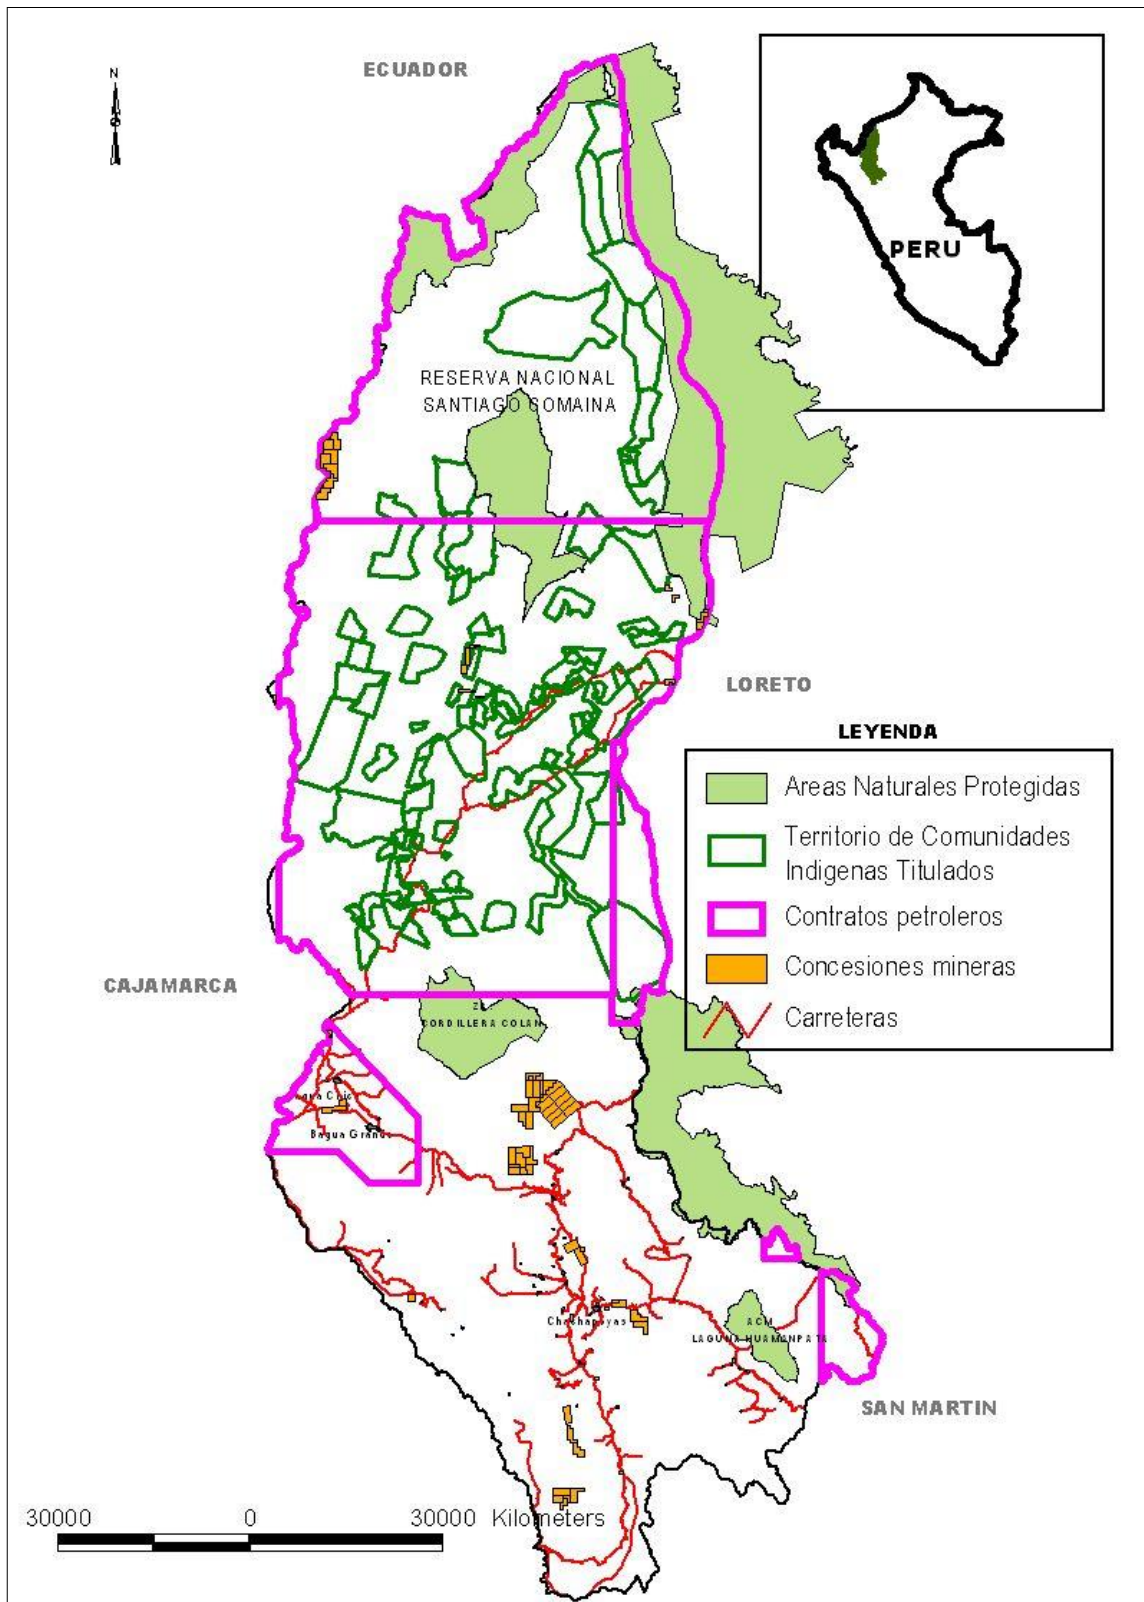 ECUADOR
N
PERU
RESERVA NACIONAL
SANTIAGO COMAINA
LORETO
LEYENDA
Areas Naturales Protegidas
Territorio de Comunidades
Indigenas Titulados
Contratos petroleros
Concesiones mineras
Carreteras
CAJAMARCA
CORDILLERA COLAN
Bagua Grande
Chachapoyas
ACM
LAGUNA HUAMANPATA
SAN MARTIN
30000 0 30000 Kilometers